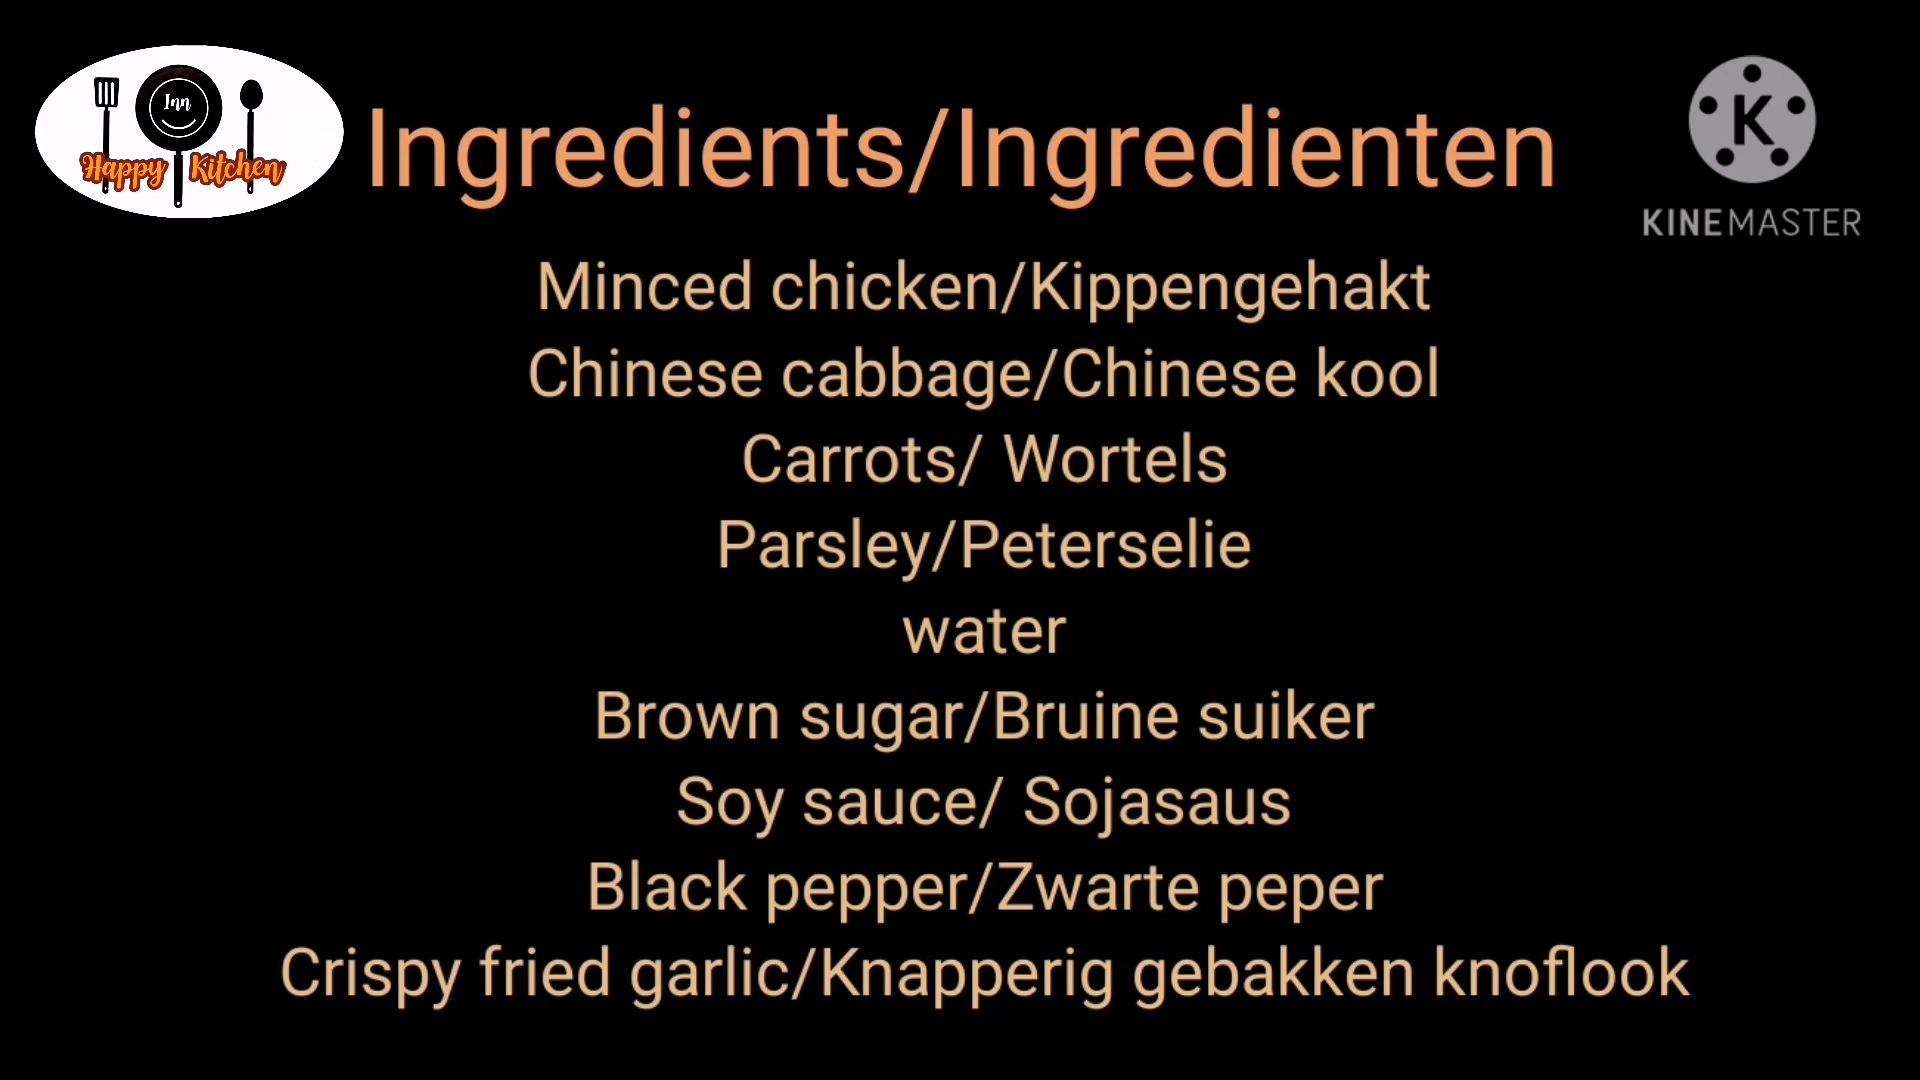 Inn
Happy Kitchen
Ingredients/Ingredienten
KINEMASTER
Minced chicken/Kippengehakt
Chinese cabbage/Chinese kool
Carrots/ Wortels
Parsley/Peterselie
water
Brown sugar/Bruine suiker
Soy sauce/ Sojasaus
Black pepper/Zwarte peper
Crispy fried garlic/Knapperig gebakken knoflook